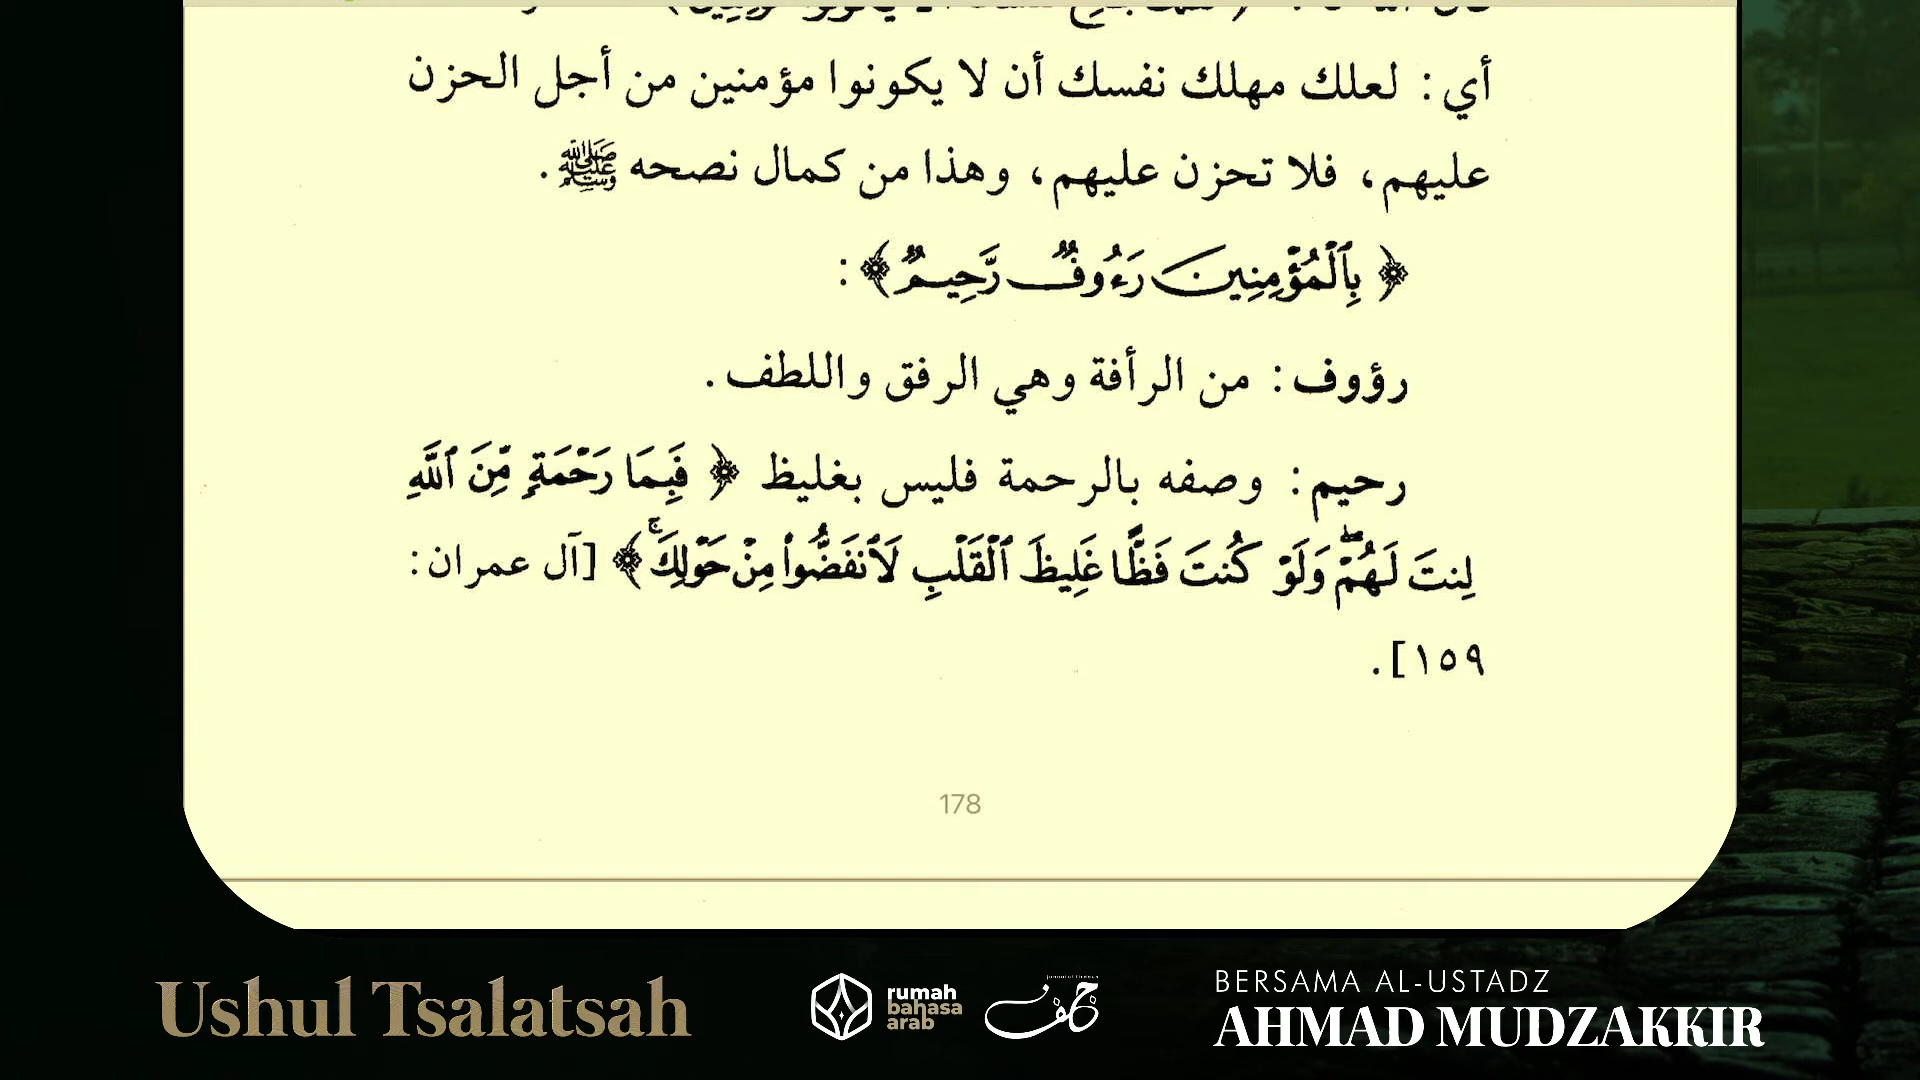 أي: لعلك مهلك نفسك أن لا يكونوا مؤمنين من أجل الحزن
عليهم، فلا تحزن عليهم، وهذا من كمال نصحه ﷺ.
﴿ بِٱلْمُؤْمِنِينَ رَءُوفٌ رَّحِيمٌ ﴾:
رؤوف: من الرأفة وهي الرفق واللطف.
رحيم: وصفه بالرحمة فليس بغليظ ﴿ فَبِمَا رَحْمَةٍ مِّنَ ٱللَّهِ
لِنتَ لَهُمْ ۖ وَلَوْ كُنتَ فَظًّا غَلِيظَ ٱلْقَلْبِ لَٱنفَضُّوا۟ مِنْ حَوْلِكَ ۚ ﴾ [آل عمران:
١٥٩].
178
Ushul Tsalatsah
rumah
bahasa
arab
BERSAMA AL-USTADZ
AHMAD MUDZAKKIR